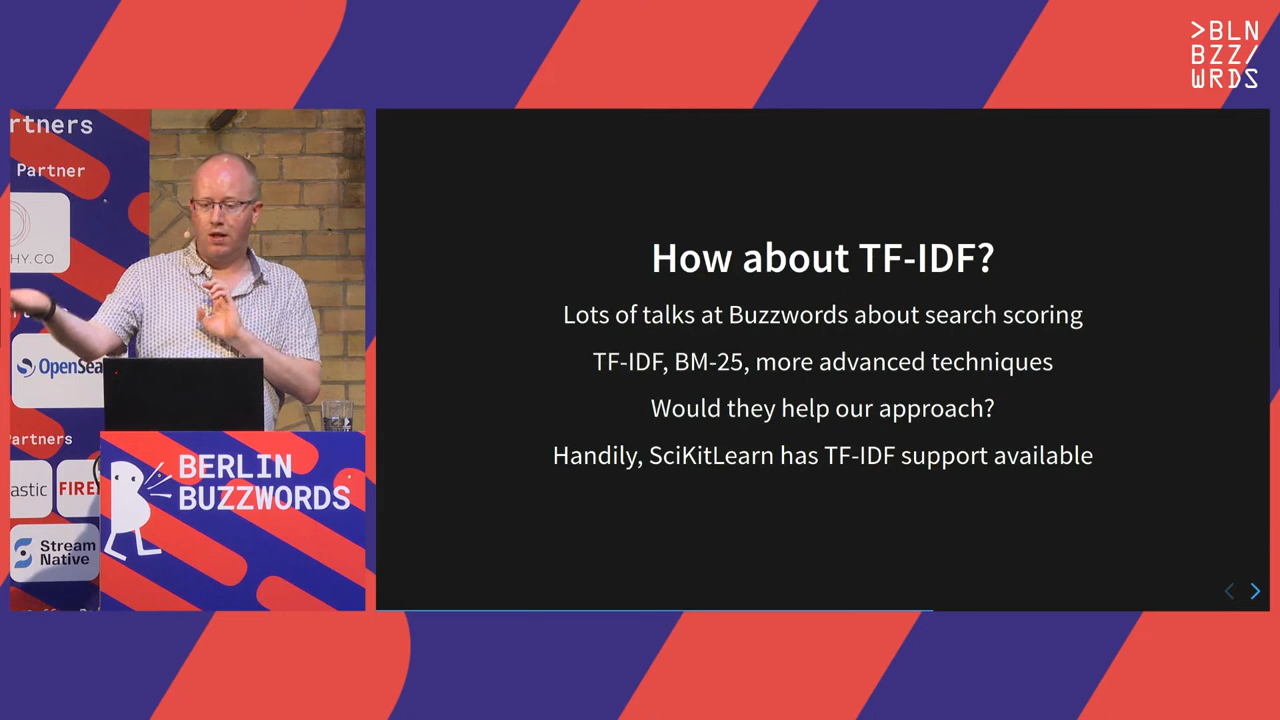 >BLN
BZZ/
WRDS
rtners
Partner
HY.CO
OpenSea
artners
astic
FIRE
Stream
Native
BERLIN
BUZZWORDS
How about TF-IDF?
Lots of talks at Buzzwords about search scoring
TF-IDF, BM-25, more advanced techniques
Would they help our approach?
Handily, SciKitLearn has TF-IDF support available